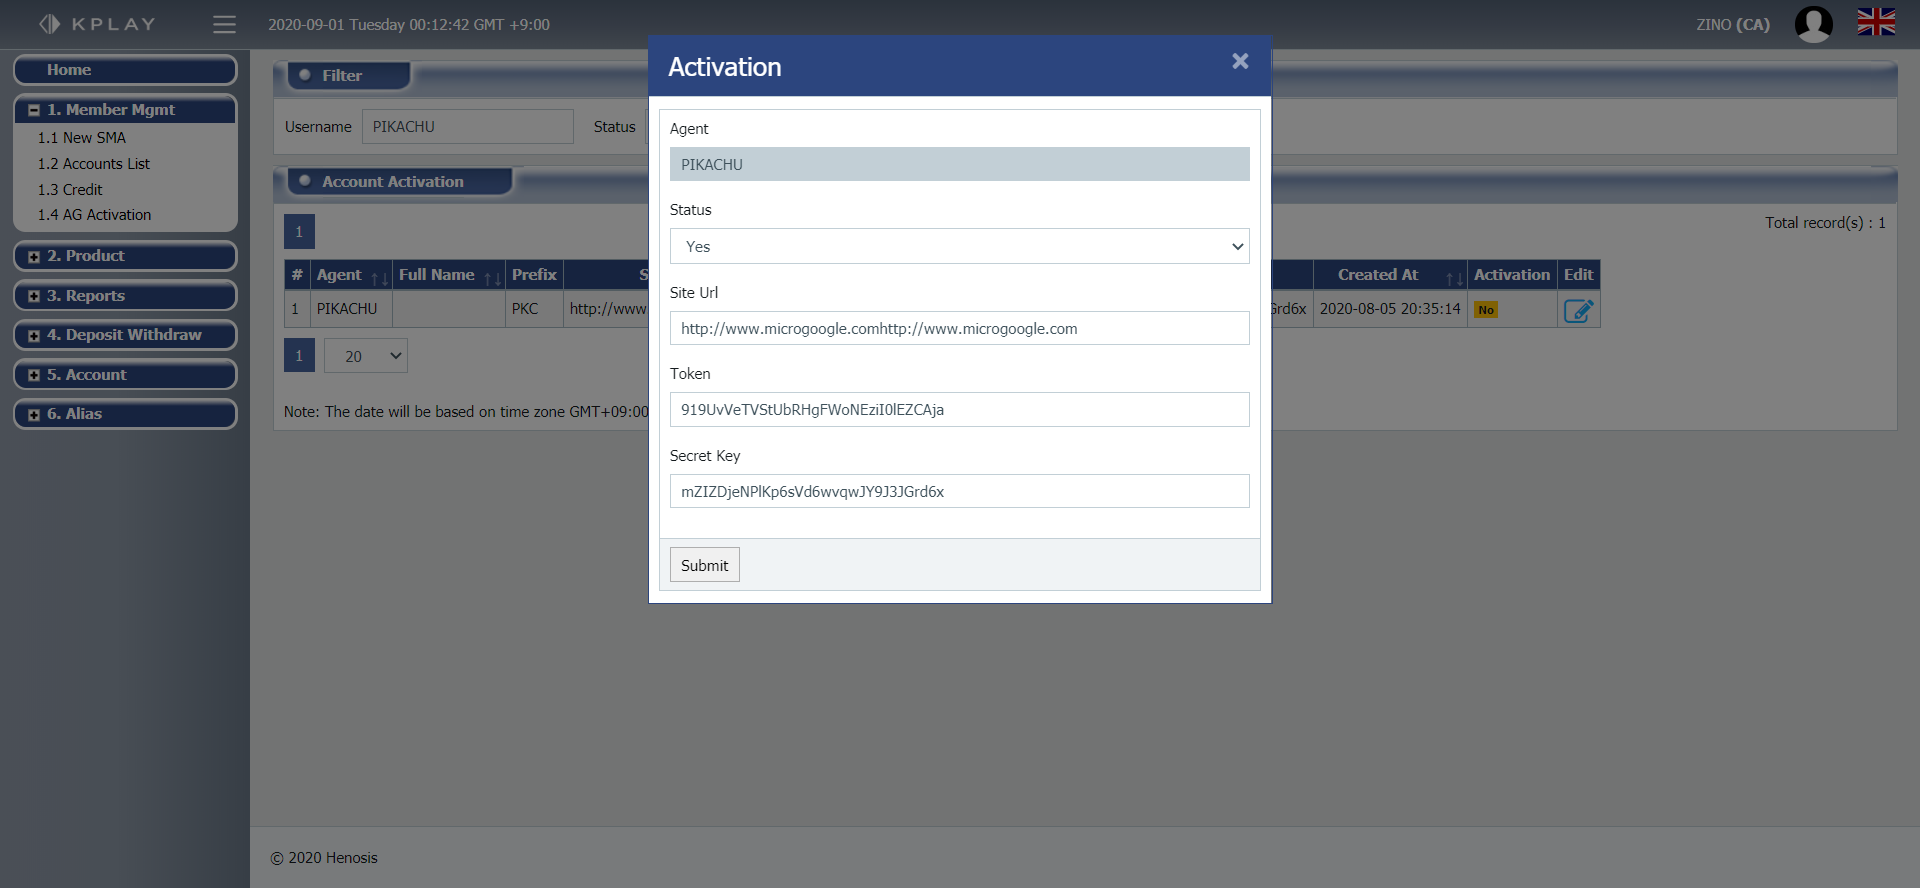 KPLAY
2020-09-01 Tuesday 00:12:42 GMT +9:00
ZINO (CA)
Home
1. Member Mgmt
1.1 New SMA
1.2 Accounts List
1.3 Credit
1.4 AG Activation
2. Product
3. Reports
4. Deposit Withdraw
5. Account
6. Alias
Filter
Username PIKACHU Status
Account Activation
1
Total record(s) : 1
# Agent Full Name Prefix S Created At Activation Edit
1 PIKACHU PKC http://www. Grd6x 2020-08-05 20:35:14 No
1 20
Note: The date will be based on time zone GMT+09:00
Activation
Agent
PIKACHU
Status
Yes
Site Url
http://www.microgoogle.comhttp://www.microgoogle.com
Token
919UvVeTVStUbRHgFWoNEziI0lEZCAja
Secret Key
mZIZDjeNPlKp6sVd6wvqwJY9J3JGrd6x
Submit
© 2020 Henosis